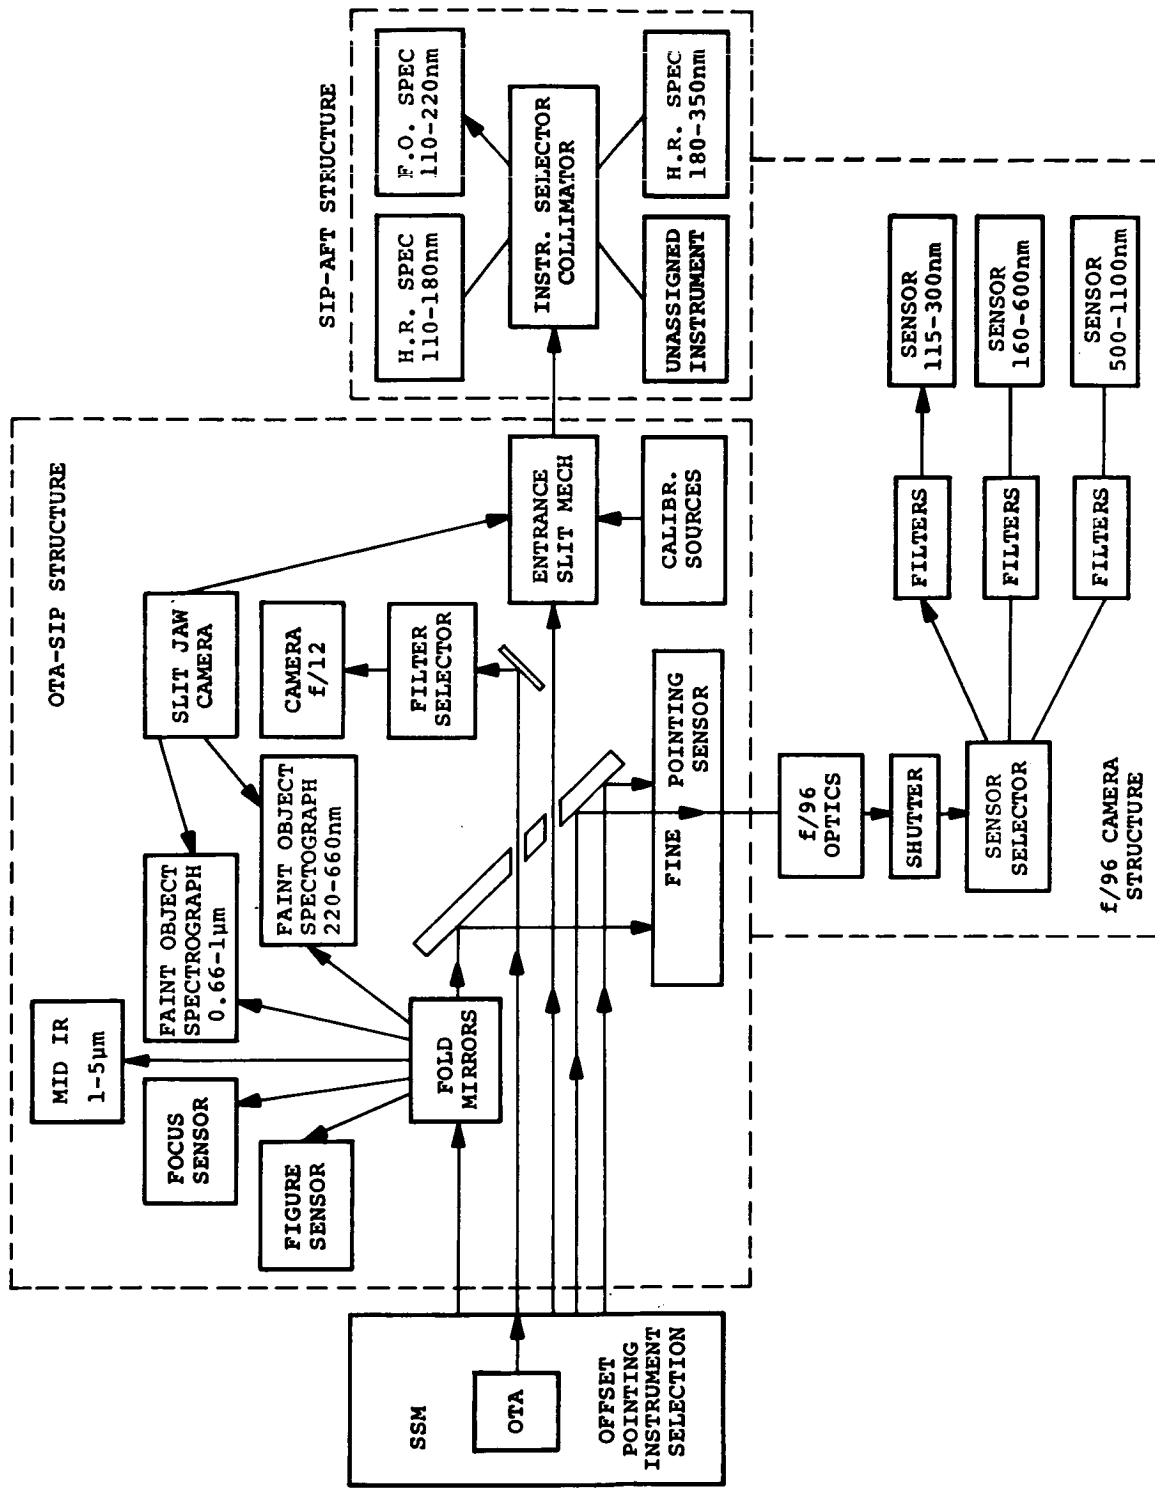 SSM
OTA
OFFSET
POINTING
INSTRUMENT
SELECTION
OTA-SIP STRUCTURE
MID IR
1-5µm
FOCUS
SENSOR
FIGURE
SENSOR
FAINT OBJECT
SPECTROGRAPH
0.66-1µm
FAINT OBJECT
SPECTOGRAPH
220-660nm
SLIT JAW
CAMERA
CAMERA
f/12
FILTER
SELECTOR
FOLD
MIRRORS
ENTRANCE
SLIT MECH
CALIBR.
SOURCES
FINE POINTING
SENSOR
SIP-AFT STRUCTURE
H.R. SPEC
110-180nm
F.O. SPEC
110-220nm
INSTR. SELECTOR
COLLIMATOR
UNASSIGNED
INSTRUMENT
H.R. SPEC
180-350nm
f/96
OPTICS
SHUTTER
SENSOR
SELECTOR
FILTERS
SENSOR
115-300nm
FILTERS
SENSOR
160-600nm
FILTERS
SENSOR
500-1100nm
f/96 CAMERA
STRUCTURE